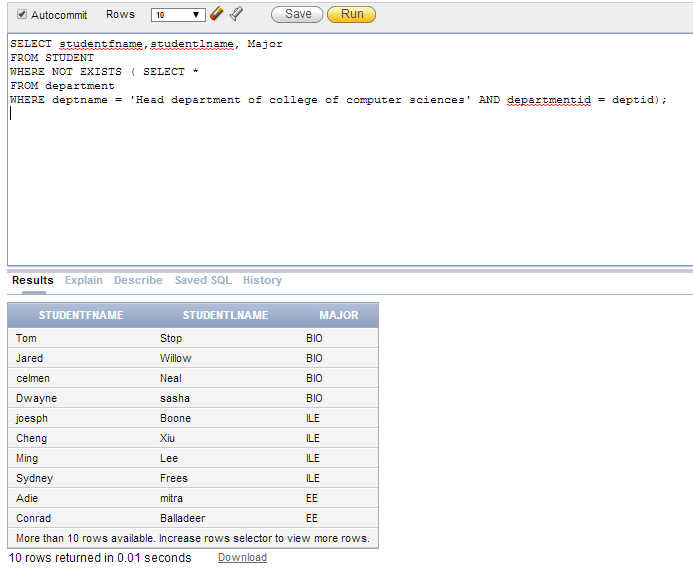 Autocommit Rows 10 Save Run
SELECT studentfname,studentlname, Major
FROM STUDENT
WHERE NOT EXISTS ( SELECT *
FROM department
WHERE deptname = 'Head department of college of computer sciences' AND departmentid = deptid);
Results Explain Describe Saved SQL History
STUDENTFNAME STUDENTLNAME MAJOR
Tom Stop BIO
Jared Willow BIO
celmen Neal BIO
Dwayne sasha BIO
joesph Boone ILE
Cheng Xiu ILE
Ming Lee ILE
Sydney Frees ILE
Adie mitra EE
Conrad Balladeer EE
More than 10 rows available. Increase rows selector to view more rows.
10 rows returned in 0.01 seconds Download